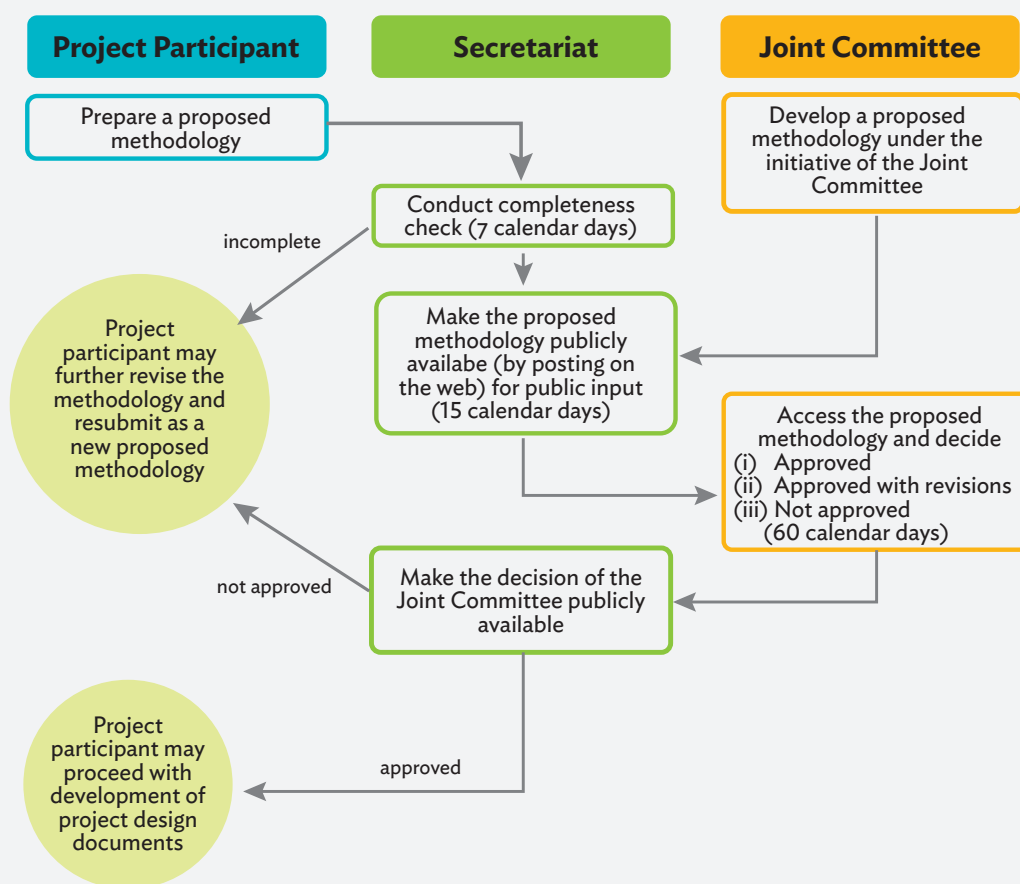 Project Participant
Secretariat
Joint Committee
Prepare a proposed
methodology
Develop a proposed
methodology under the
initiative of the Joint
Committee
Conduct completeness
check (7 calendar days)
incomplete
Make the proposed
methodology publicly
availabe (by posting on
the web) for public input
(15 calendar days)
Project
participant may
further revise the
methodology and
resubmit as a
new proposed
methodology
Access the proposed
methodology and decide
(i) Approved
(ii) Approved with revisions
(iii) Not approved
(60 calendar days)
not approved
Make the decision of the
Joint Committee publicly
available
Project
participant may
proceed with
development of
project design
documents
approved